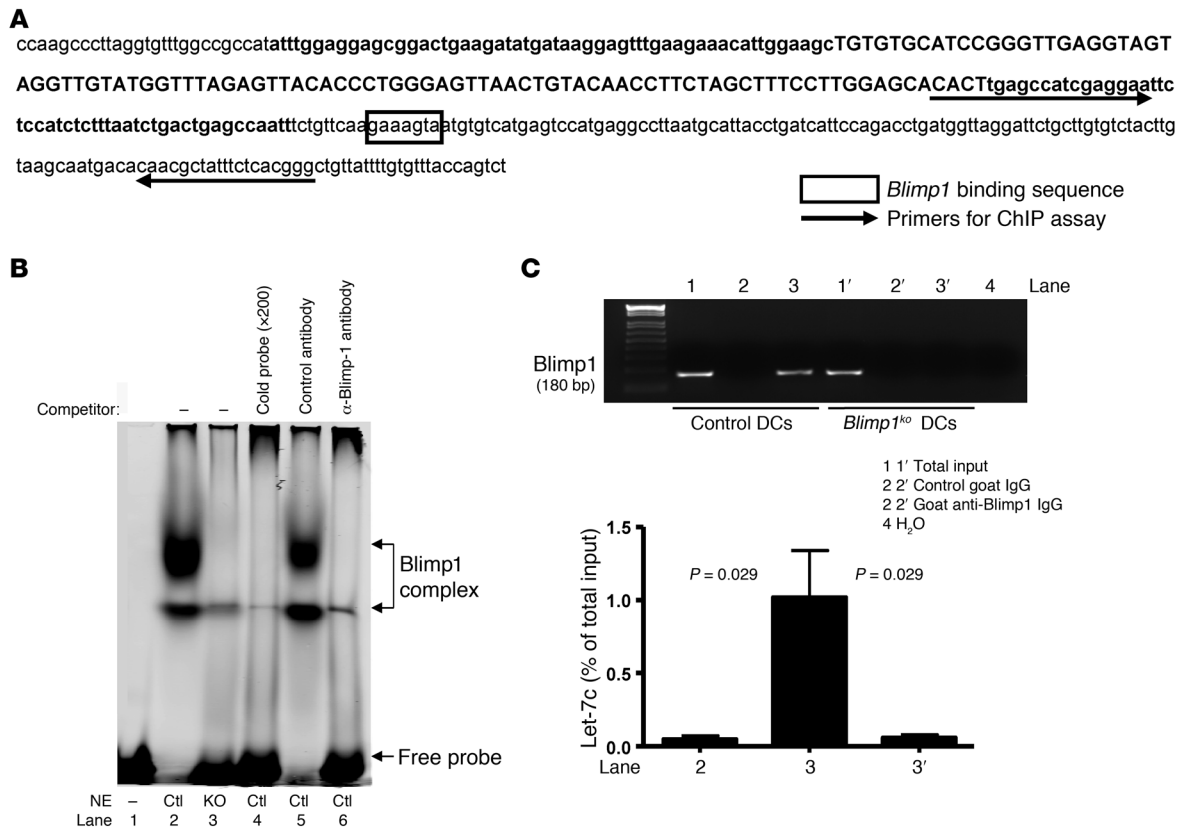 A
ccaagcccttaggtgtttggccgccatatttggaggagcggactgaagatatgataaggagtttgaagaaacattggaagcTGTGTGCATCCGGGTTGAGGTAGT
AGGTTGTATGGTTTAGAGTTACACCCTGGGAGTTAACTGTACAACCTTCTAGCTTTCCTTGGAGCACACTtgagccatcgaggaattc
tccatctctttaatctgactgagccaatttctgttcaagaaagtaatgtgtcatgagtccatgaggccttaatgcattacctgatcattccagacctgatggttaggattctgcttgtgtctacttg
taagcaatgacacaacgctatttctcacgggctgttattttgtgtttaccagtct
Blimp1 binding sequence
Primers for ChIP assay
B
Competitor: – – Cold probe (×200) Control antibody α-Blimp-1 antibody
Blimp1
complex
Free probe
NE – Ctl KO Ctl Ctl Ctl
Lane 1 2 3 4 5 6
C
1 2 3 1′ 2′ 3′ 4 Lane
Blimp1
(180 bp)
Control DCs Blimp1ko DCs
1 1′ Total input
2 2′ Control goat IgG
2 2′ Goat anti-Blimp1 IgG
4 H2O
Let-7c (% of total input)
1.5
1.0
0.5
0.0
P = 0.029 P = 0.029
Lane 2 3 3′